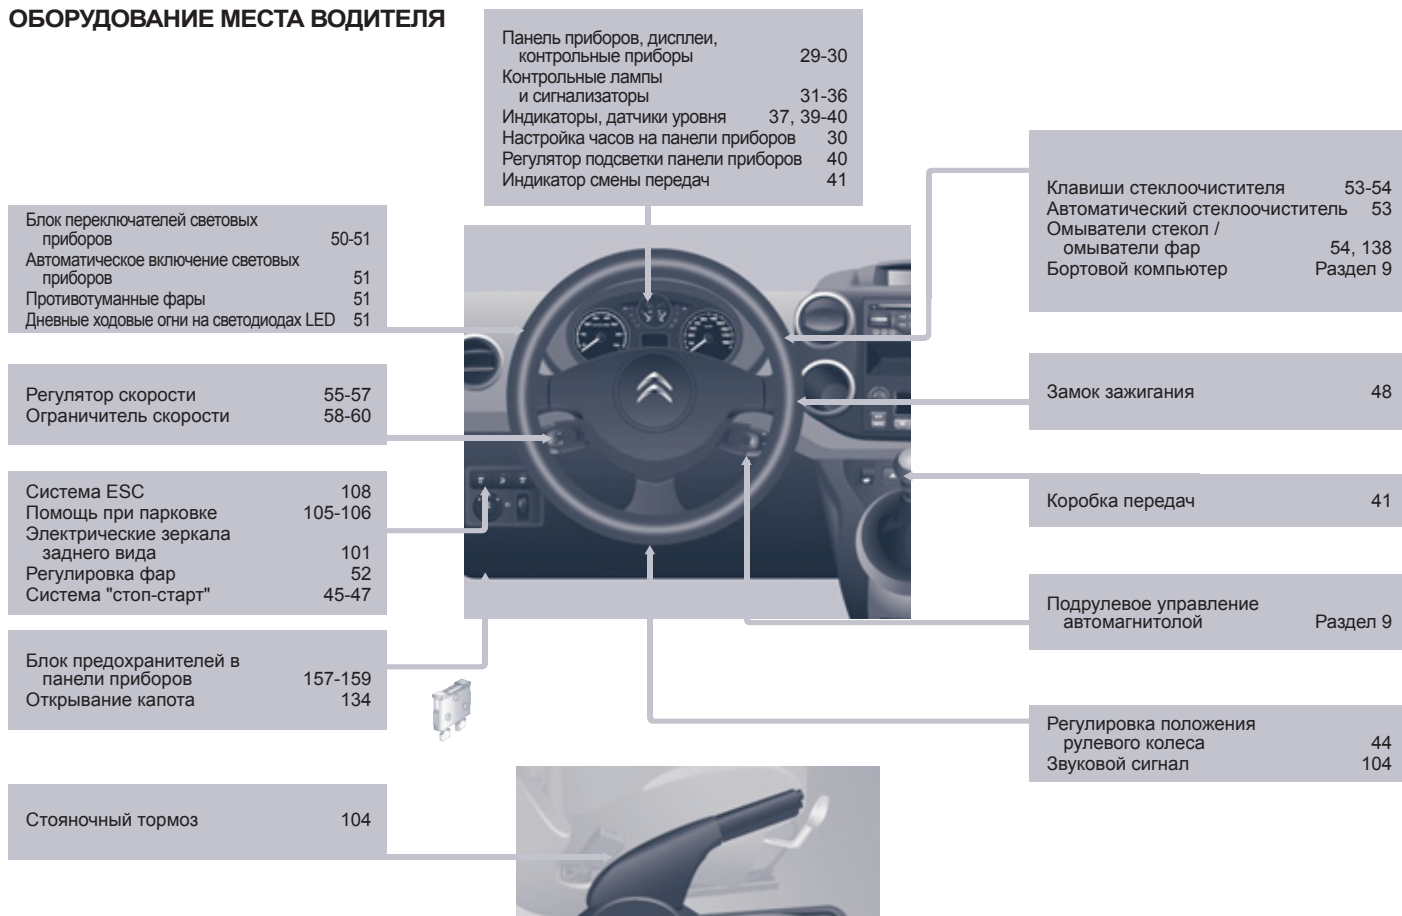 ОБОРУДОВАНИЕ МЕСТА ВОДИТЕЛЯ
Панель приборов, дисплеи,
контрольные приборы 29-30
Контрольные лампы
и сигнализаторы 31-36
Индикаторы, датчики уровня 37, 39-40
Настройка часов на панели приборов 30
Регулятор подсветки панели приборов 40
Индикатор смены передач 41
Блок переключателей световых
приборов 50-51
Автоматическое включение световых
приборов 51
Противотуманные фары 51
Дневные ходовые огни на светодиодах LED 51
Регулятор скорости 55-57
Ограничитель скорости 58-60
Система ESC 108
Помощь при парковке 105-106
Электрические зеркала
заднего вида 101
Регулировка фар 52
Система "стоп-старт" 45-47
Блок предохранителей в
панели приборов 157-159
Открывание капота 134
Стояночный тормоз 104
Клавиши стеклоочистителя 53-54
Автоматический стеклоочиститель 53
Омыватели стекол /
омыватели фар 54, 138
Бортовой компьютер Раздел 9
Замок зажигания 48
Коробка передач 41
Подрулевое управление
автомагнитолой Раздел 9
Регулировка положения
рулевого колеса 44
Звуковой сигнал 104